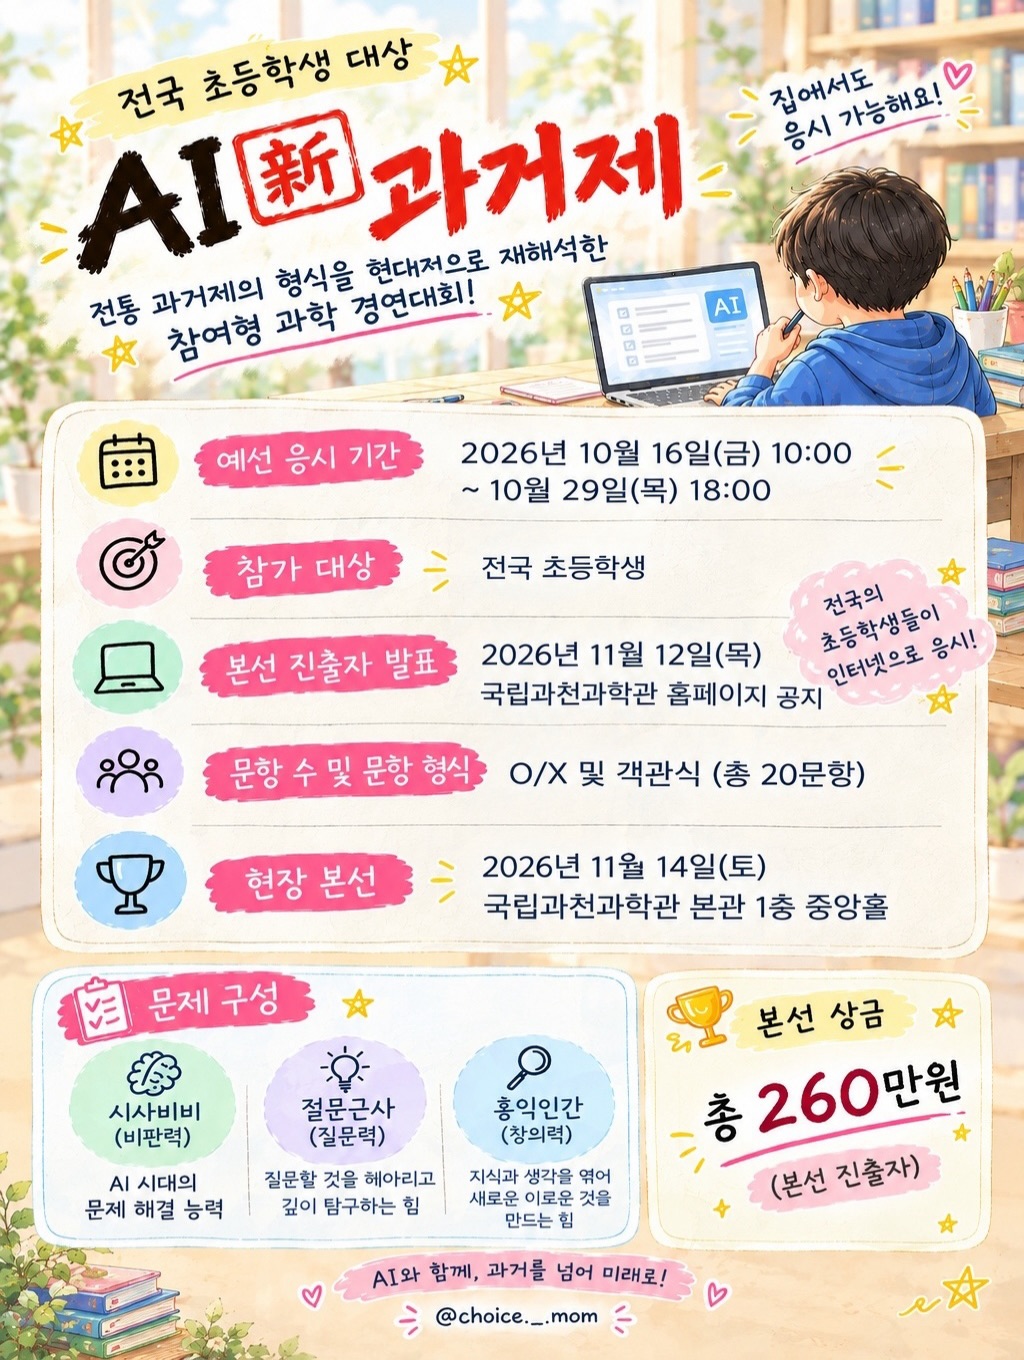 전국 초등학생 대상
집에서도
응시 가능해요!
AI 新 과거제
전통 과거제의 형식을 현대적으로 재해석한
참여형 과학 경연대회!
AI
예선 응시 기간
2026년 10월 16일(금) 10:00
~ 10월 29일(목) 18:00
참가 대상
전국 초등학생
전국의
초등학생들이
인터넷으로 응시!
본선 진출자 발표
2026년 11월 12일(목)
국립과천과학관 홈페이지 공지
문항 수 및 문항 형식
O/X 및 객관식 (총 20문항)
현장 본선
2026년 11월 14일(토)
국립과천과학관 본관 1층 중앙홀
문제 구성
시사비비
(비판력)
AI 시대의
문제 해결 능력
절문근사
(질문력)
질문할 것을 헤아리고
깊이 탐구하는 힘
홍익인간
(창의력)
지식과 생각을 엮어
새로운 이로운 것을
만드는 힘
본선 상금
총 260만원
(본선 진출자)
AI와 함께, 과거를 넘어 미래로!
@choice._.mom